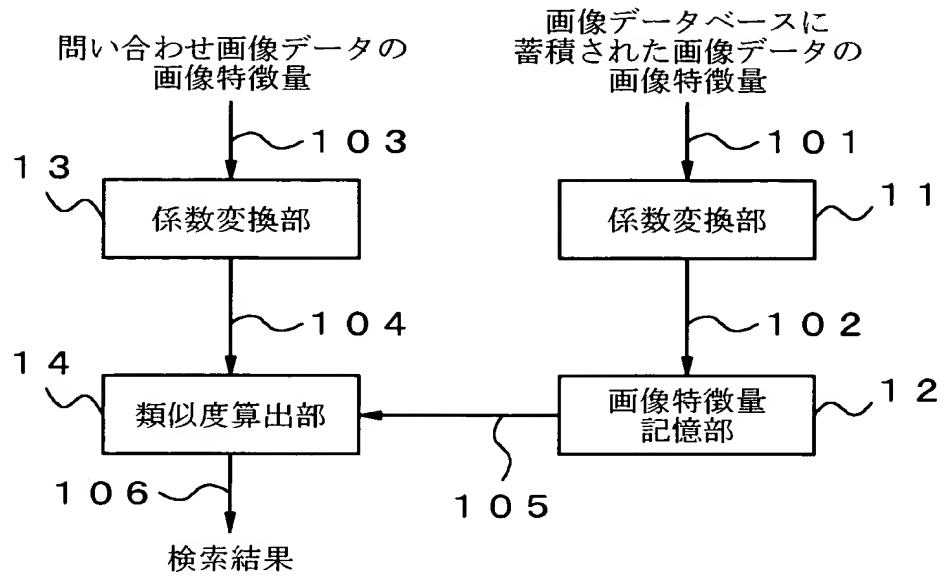 問い合わせ画像データの
画像特徴量
画像データベースに
蓄積された画像データの
画像特徴量
103
101
13
係数変換部
係数変換部
11
104
102
14
類似度算出部
画像特徴量
記憶部
12
106
105
検索結果